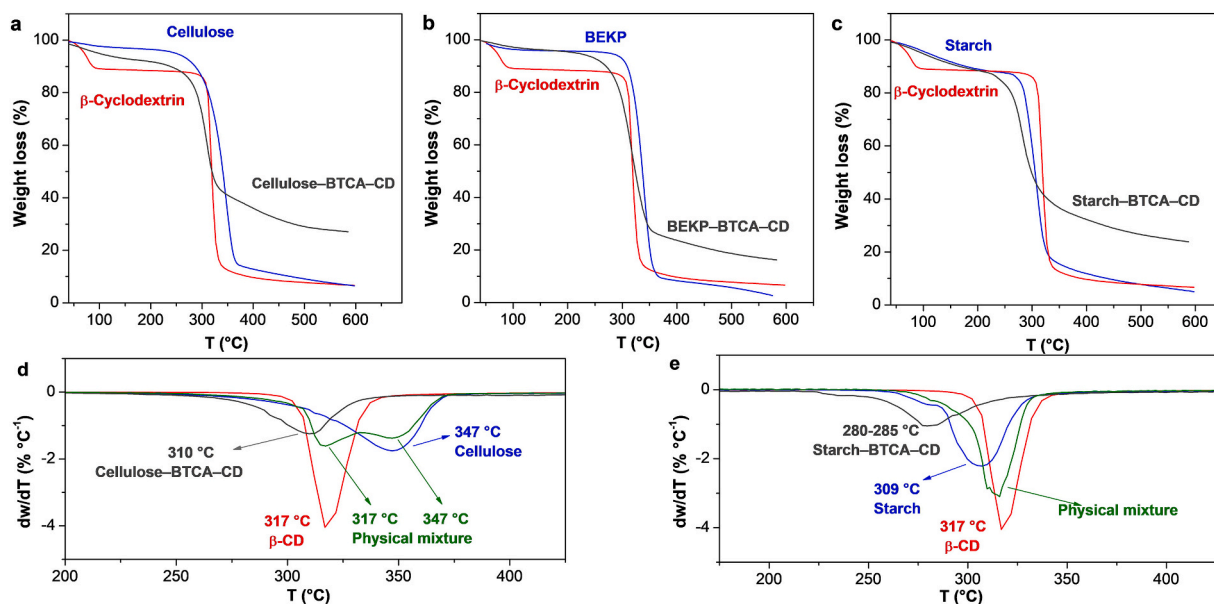 a
Cellulose
β-Cyclodextrin
Cellulose–BTCA–CD
Weight loss (%)
100
80
60
40
20
0
100 200 300 400 500 600
T (°C)
b
BEKP
β-Cyclodextrin
BEKP–BTCA–CD
Weight loss (%)
100
80
60
40
20
0
100 200 300 400 500 600
T (°C)
c
Starch
β-Cyclodextrin
Starch–BTCA–CD
Weight loss (%)
100
80
60
40
20
0
100 200 300 400 500 600
T (°C)
d
dw/dT (% °C⁻¹)
0
-2
-4
310 °C
Cellulose–BTCA–CD
347 °C
Cellulose
317 °C
β-CD
317 °C 347 °C
Physical mixture
200 250 300 350 400
T (°C)
e
dw/dT (% °C⁻¹)
0
-2
-4
280-285 °C
Starch–BTCA–CD
309 °C
Starch
Physical mixture
317 °C
β-CD
200 250 300 350 400
T (°C)